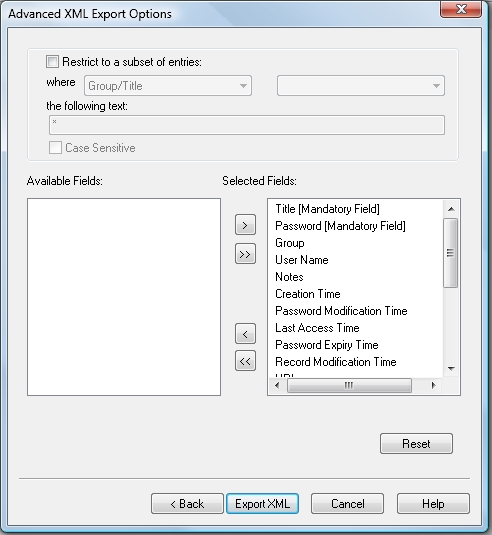 Advanced XML Export Options
Restrict to a subset of entries:
where Group/Title
the following text:
*
Case Sensitive
Available Fields: Selected Fields:
Title [Mandatory Field]
> Password [Mandatory Field]
Group
>> User Name
Notes
Creation Time
Password Modification Time
< Last Access Time
Password Expiry Time
<< Record Modification Time
Reset
< Back Export XML Cancel Help